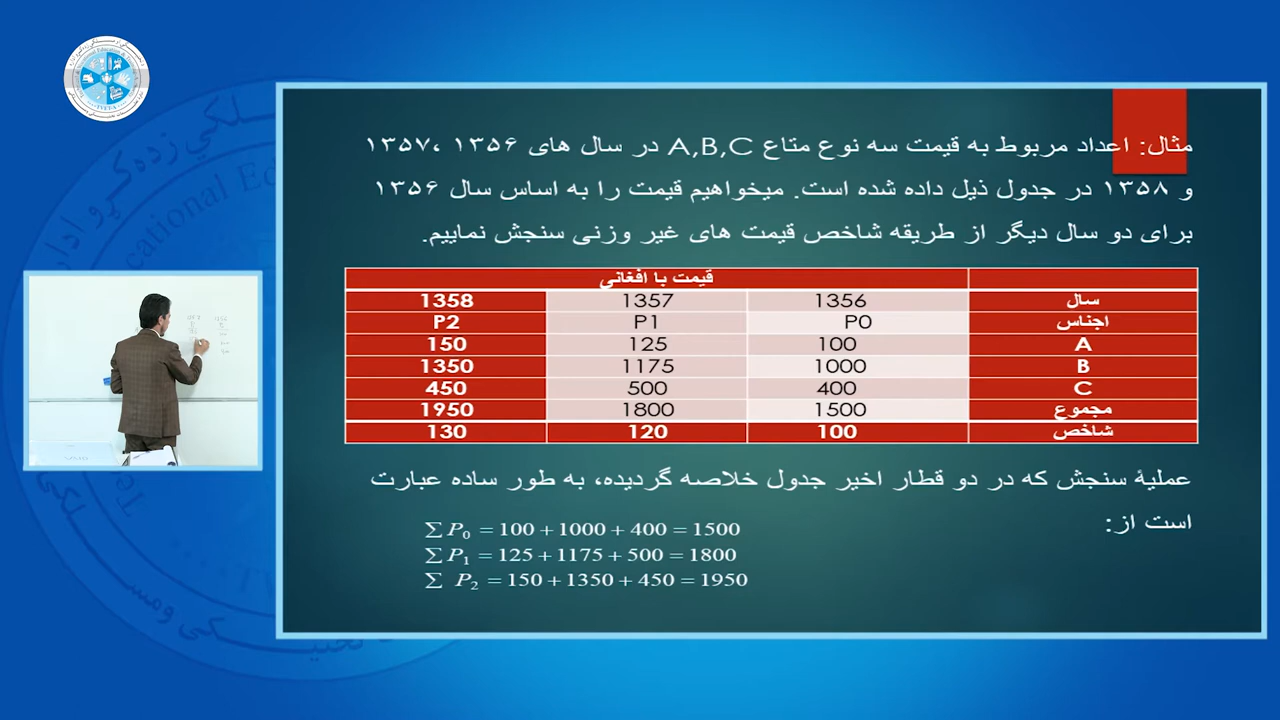 مثال: اعداد مربوط به قیمت سه نوع متاع A,B,C در سال های ۱۳۵۶ ،۱۳۵۷
و ۱۳۵۸ در جدول ذیل داده شده است. میخواهیم قیمت را به اساس سال ۱۳۵۶
برای دو سال دیگر از طریقه شاخص قیمت های غیر وزنی سنجش نماییم.
قیمت با افغانی
سال 1356 1357 1358
اجناس P0 P1 P2
A 100 125 150
B 1000 1175 1350
C 400 500 450
مجموع 1500 1800 1950
شاخص 100 120 130
عملیۀ سنجش که در دو قطار اخیر جدول خلاصه گردیده، به طور ساده عبارت
است از:
∑ P₀ = 100 + 1000 + 400 = 1500
∑ P₁ = 125 + 1175 + 500 = 1800
∑ P₂ = 150 + 1350 + 450 = 1950